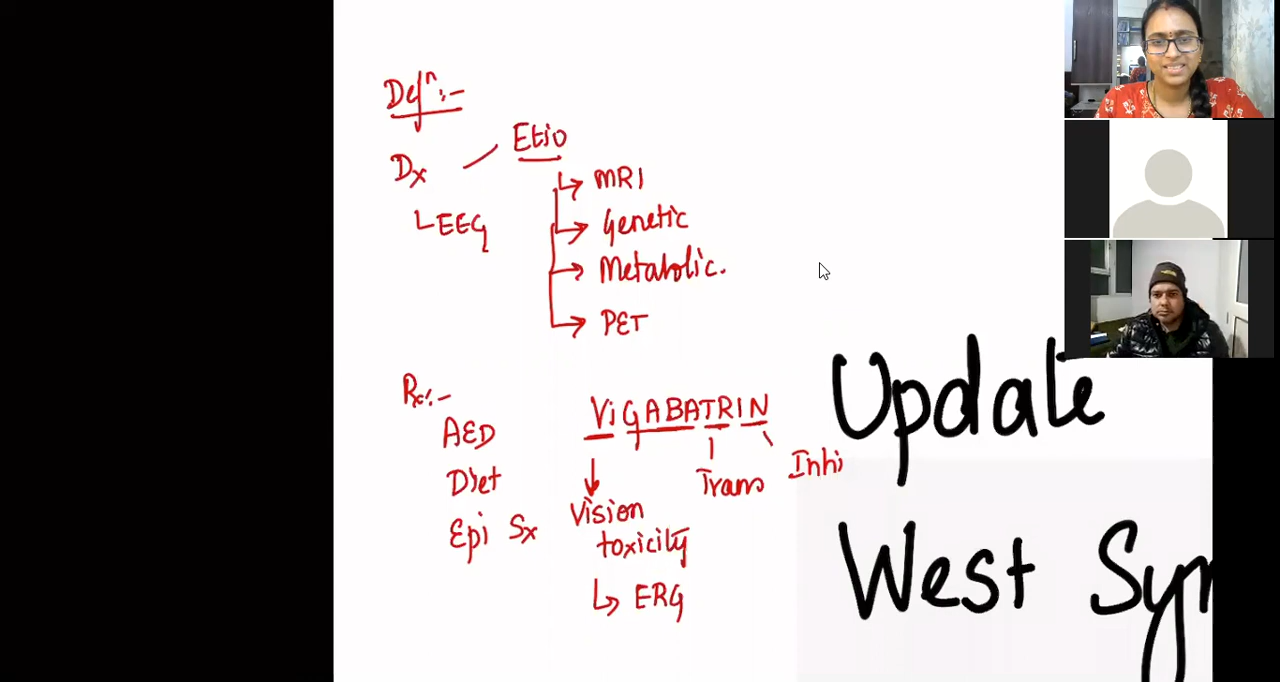 Defn:-
Dx
Etio
LEEG
MRI
Genetic
Metabolic.
PET
Rx:-
AED
Diet
Epi Sx
ViGABATRIN
Trans
Inhi
Vision
toxicity
ERG
Update
West Syn